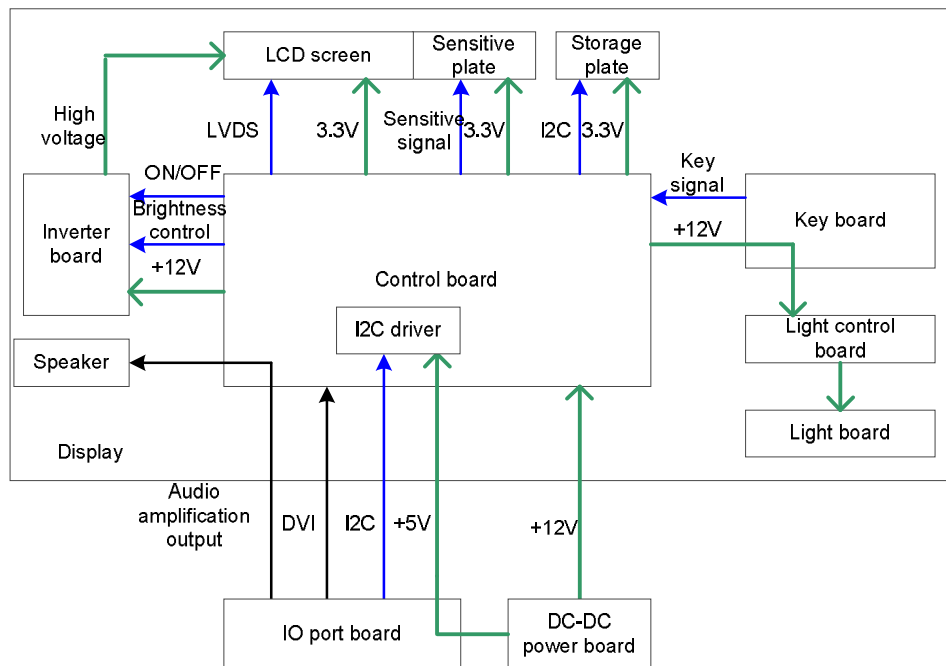 LCD screen
Sensitive
plate
Storage
plate
High
voltage
LVDS
3.3V
Sensitive
signal
3.3V
I2C
3.3V
ON/OFF
Brightness
control
+12V
Inverter
board
Key
signal
+12V
Key board
Control board
I2C driver
Light control
board
Speaker
Light board
Display
Audio
amplification
output
DVI
I2C
+5V
+12V
IO port board
DC-DC
power board